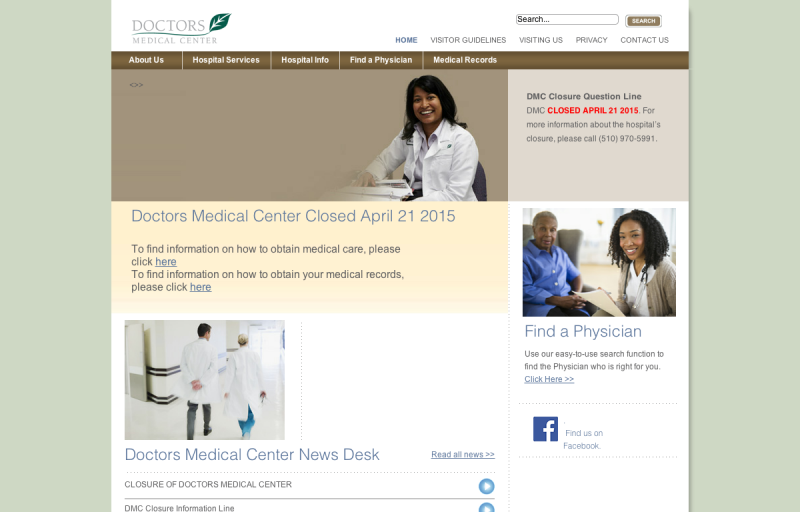 DOCTORS
MEDICAL CENTER
Search...
SEARCH
HOME VISITOR GUIDELINES VISITING US PRIVACY CONTACT US
About Us Hospital Services Hospital Info Find a Physician Medical Records
<>>
DMC Closure Question Line
DMC CLOSED APRIL 21 2015. For
more information about the hospital's
closure, please call (510) 970-5991.
Doctors Medical Center Closed April 21 2015
To find information on how to obtain medical care, please
click here
To find information on how to obtain your medical records,
please click here
Find a Physician
Use our easy-to-use search function to
find the Physician who is right for you.
Click Here >>
Find us on
Facebook.
Doctors Medical Center News Desk
Read all news >>
CLOSURE OF DOCTORS MEDICAL CENTER
DMC Closure Information Line